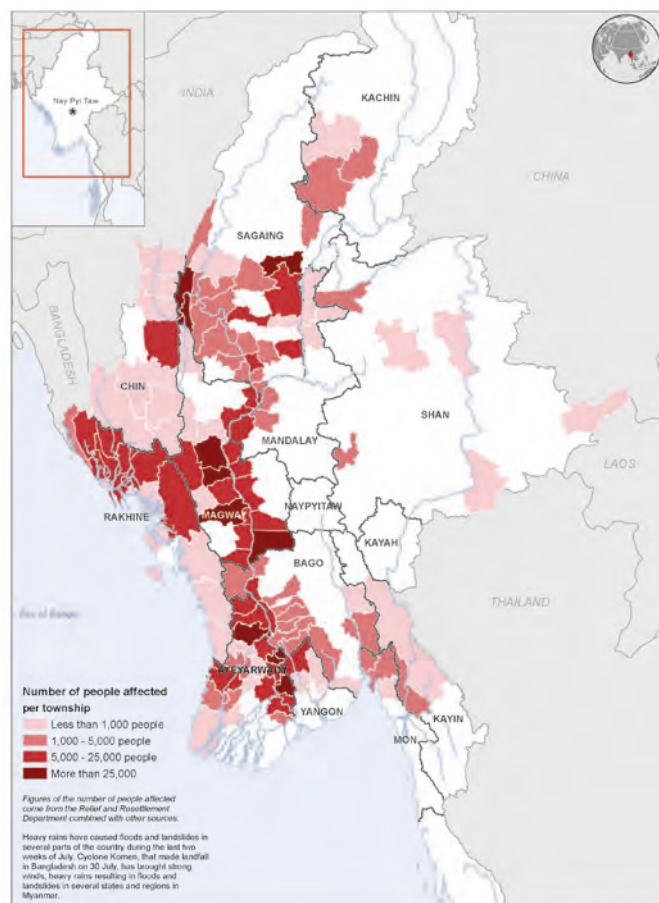 Nay Pyi Taw
INDIA
KACHIN
CHINA
SAGAING
BANGLADESH
CHIN
SHAN
MANDALAY
LAOS
RAKHINE
MAGWAY
NAYPYITAW
KAYAH
BAGO
THAILAND
Bay of Bengal
AYEYARWADY
YANGON
KAYIN
MON
Number of people affected
per township
Less than 1,000 people
1,000 - 5,000 people
5,000 - 25,000 people
More than 25,000
Figures of the number of people affected
come from the Relief and Resettlement
Department combined with other sources.
Heavy rains have caused floods and landslides in
several parts of the country during the last two
weeks of July. Cyclone Komen, that made landfall
in Bangladesh on 30 July, has brought strong
winds, heavy rains resulting in floods and
landslides in several states and regions in
Myanmar.